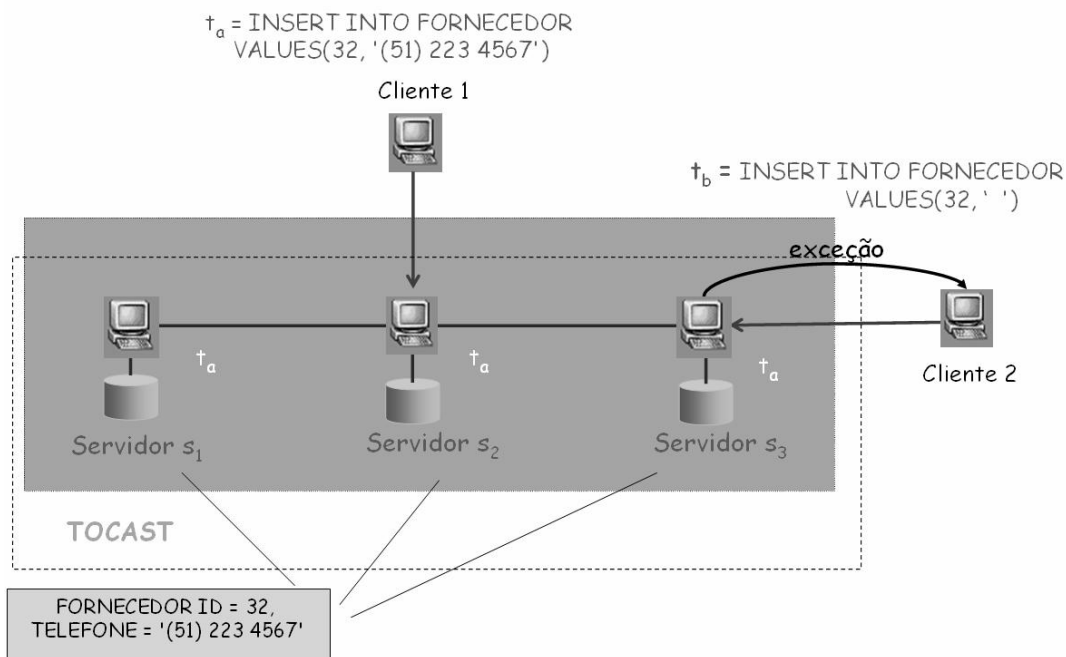 ta = INSERT INTO FORNECEDOR
VALUES(32, '(51) 223 4567')
Cliente 1
tb = INSERT INTO FORNECEDOR
VALUES(32,' ')
exceção
ta
ta
ta
Cliente 2
Servidor s1
Servidor s2
Servidor s3
TOCAST
FORNECEDOR ID = 32,
TELEFONE = '(51) 223 4567'